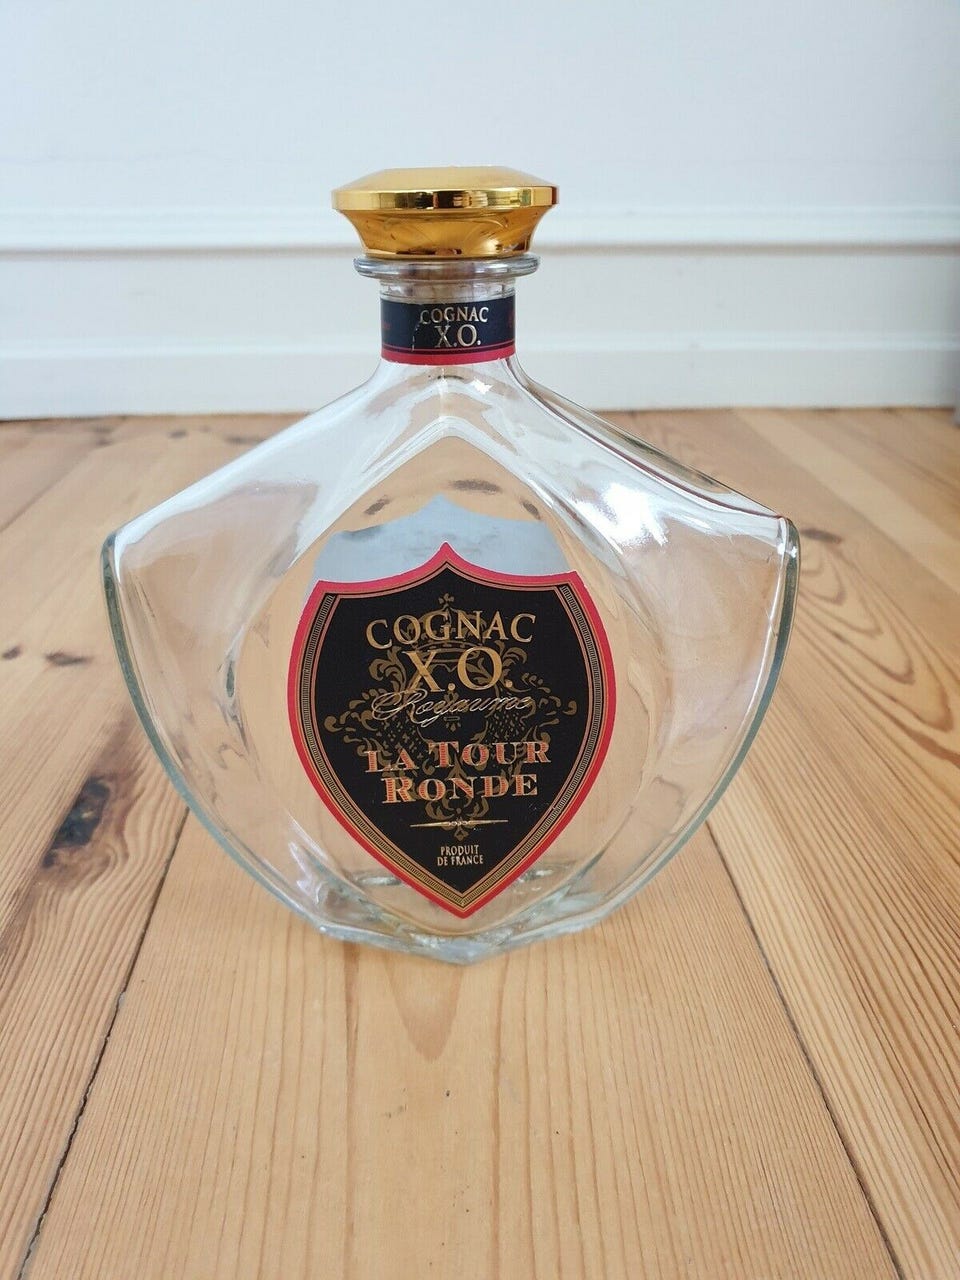 COGNAC
X.O.
COGNAC
X.O.
Royaume
LA TOUR
RONDE
PRODUIT
DE FRANCE